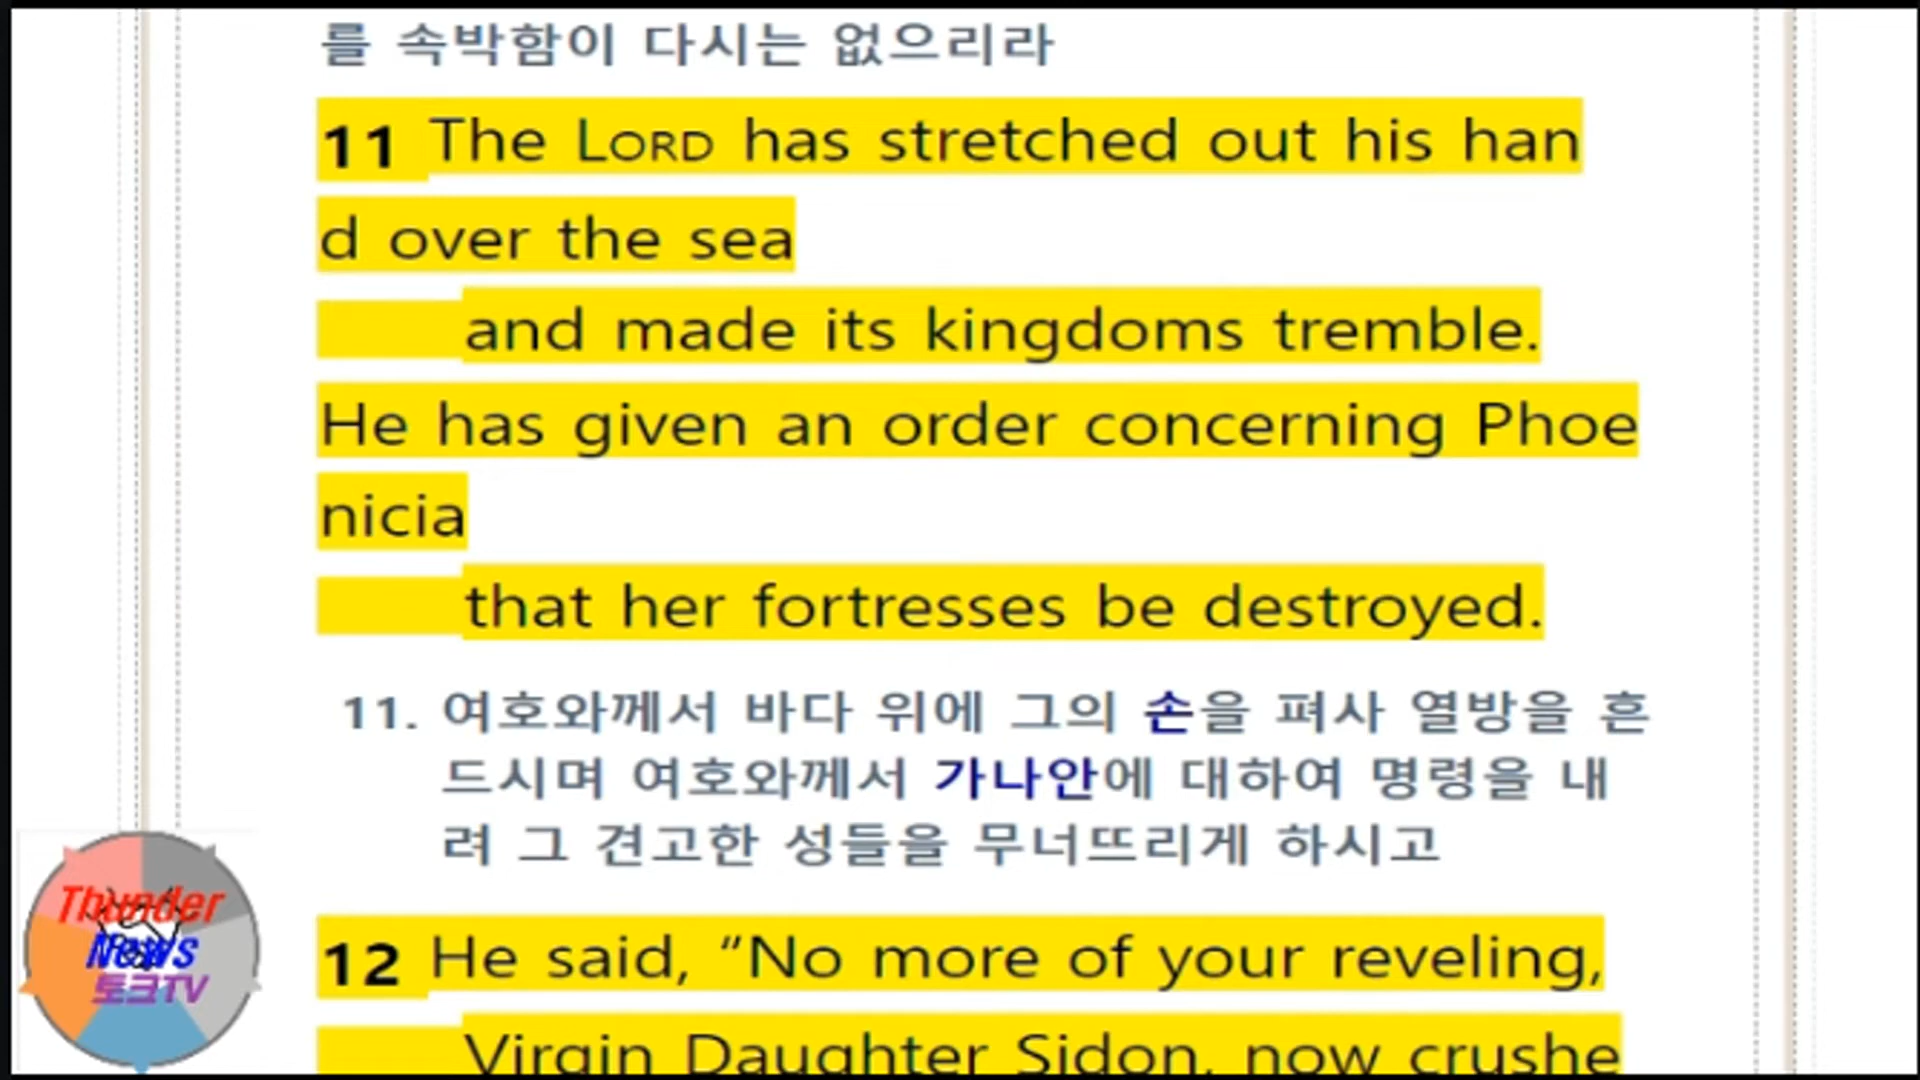 를 속박함이 다시는 없으리라
11 The LORD has stretched out his han
d over the sea
and made its kingdoms tremble.
He has given an order concerning Phoe
nicia
that her fortresses be destroyed.
11. 여호와께서 바다 위에 그의 손을 펴사 열방을 흔
드시며 여호와께서 가나안에 대하여 명령을 내
려 그 견고한 성들을 무너뜨리게 하시고
12 He said, “No more of your reveling,
Virgin Daughter Sidon, now crushe
Thunder
News
토크TV